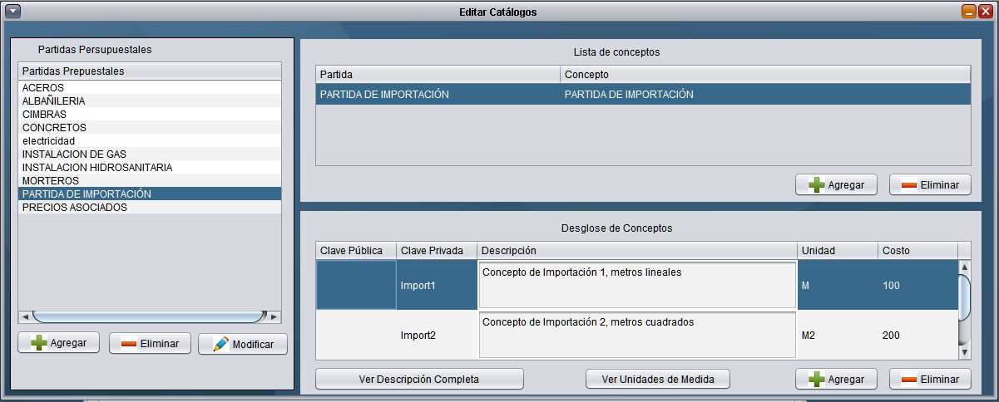 Editar Catálogos
Partidas Persupuestales
Partidas Prepuestales
ACEROS
ALBAÑILERIA
CIMBRAS
CONCRETOS
electricidad
INSTALACION DE GAS
INSTALACION HIDROSANITARIA
MORTEROS
PARTIDA DE IMPORTACIÓN
PRECIOS ASOCIADOS
Agregar Eliminar Modificar
Lista de conceptos
Partida Concepto
PARTIDA DE IMPORTACIÓN PARTIDA DE IMPORTACIÓN
Agregar Eliminar
Desglose de Conceptos
Clave Pública Clave Privada Descripción Unidad Costo
Import1 Concepto de Importación 1, metros lineales M 100
Import2 Concepto de Importación 2, metros cuadrados M2 200
Ver Descripción Completa Ver Unidades de Medida Agregar Eliminar